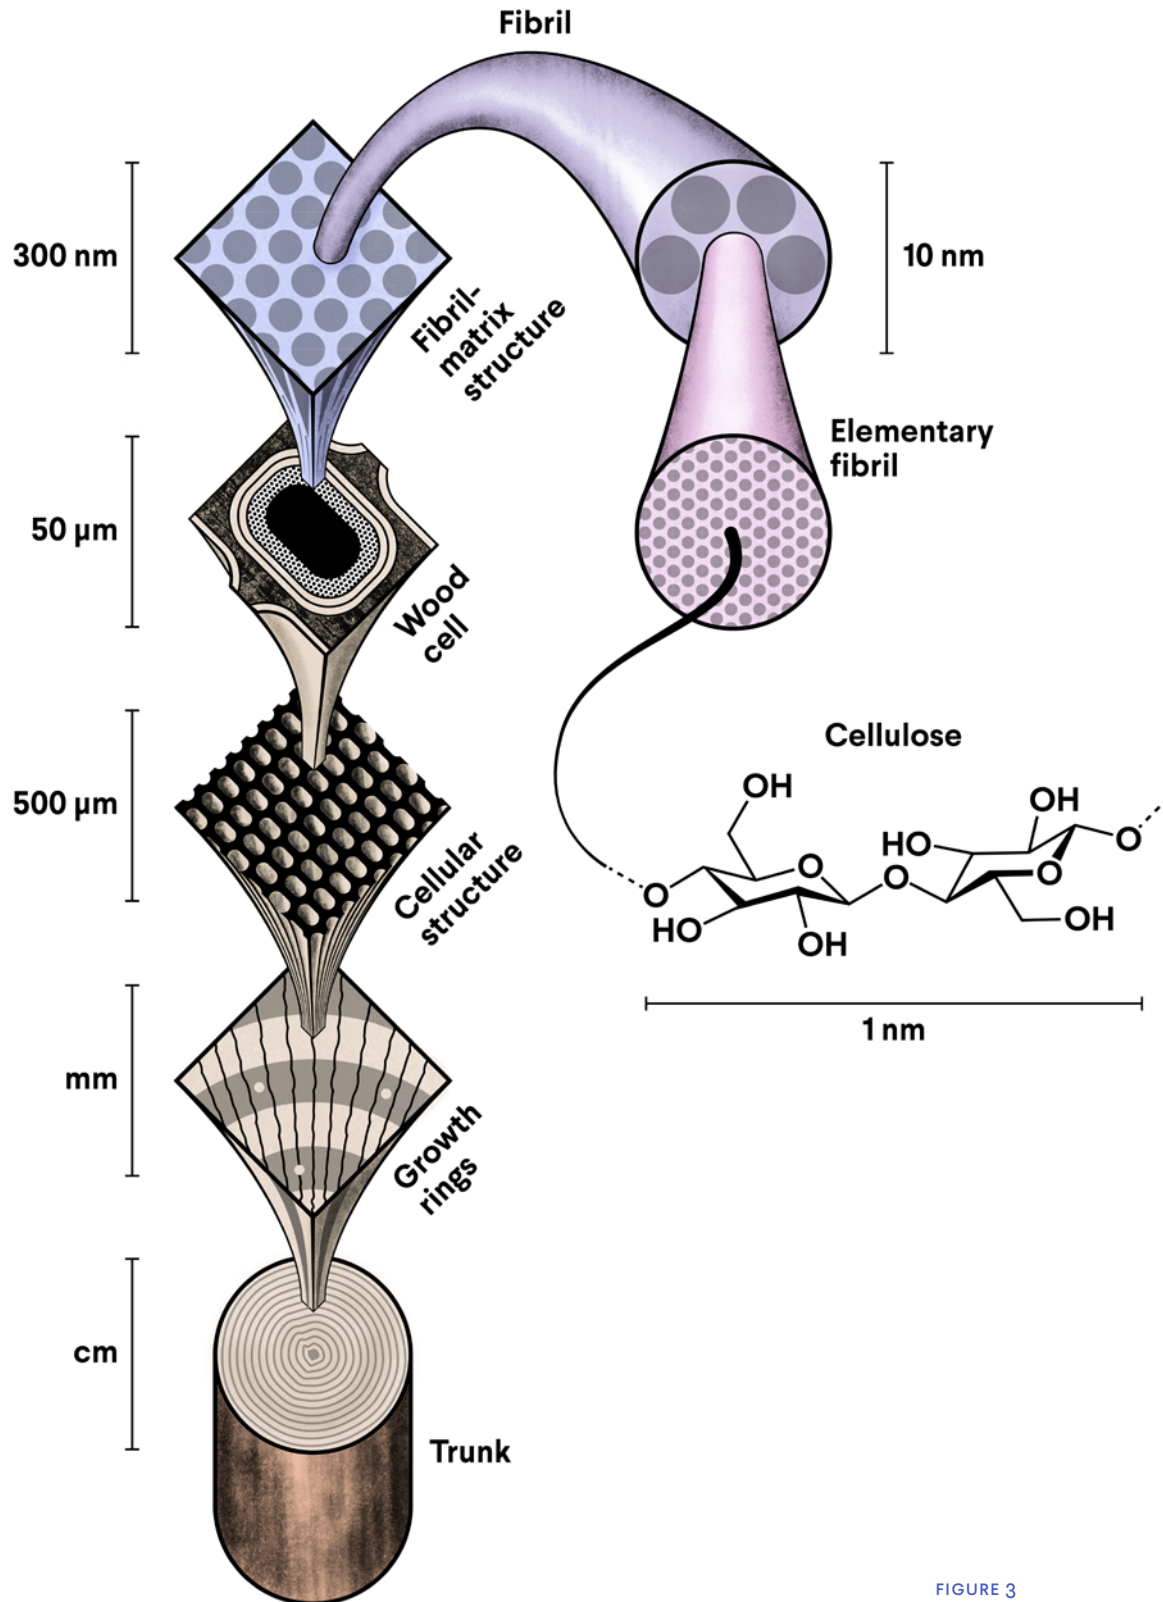 Fibril
300 nm
10 nm
Fibril-
matrix
structure
Elementary
fibril
50 µm
Wood
cell
Cellulose
500 µm
Cellular
structure
OH
OH
HO
O
O
O
O
O
HO
OH
OH
1 nm
mm
Growth
rings
cm
Trunk
FIGURE 3